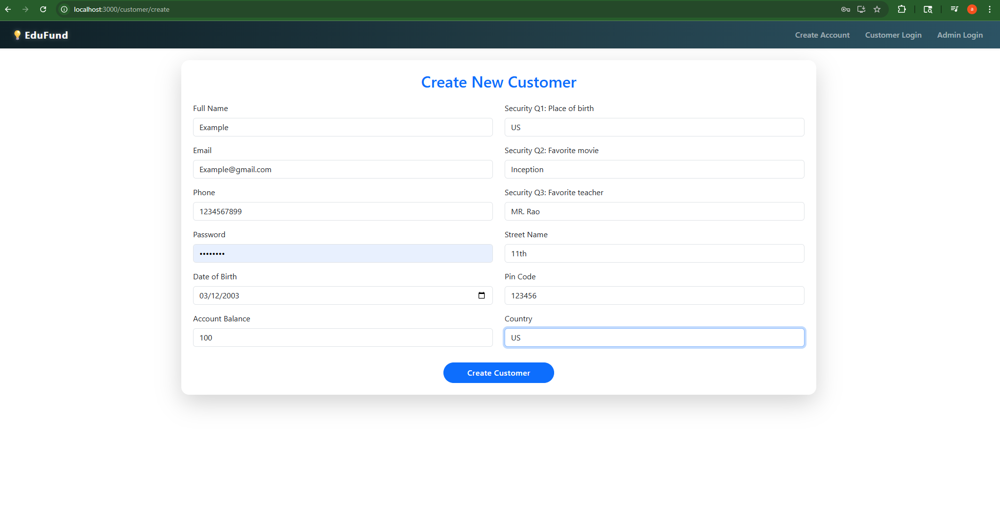 localhost:3000/customer/create
a
EduFund
Create Account
Customer Login
Admin Login
Create New Customer
Full Name
Example
Email
Example@gmail.com
Phone
1234567899
Password
••••••••
Date of Birth
03/12/2003
Account Balance
100
Security Q1: Place of birth
US
Security Q2: Favorite movie
Inception
Security Q3: Favorite teacher
MR. Rao
Street Name
11th
Pin Code
123456
Country
US
Create Customer